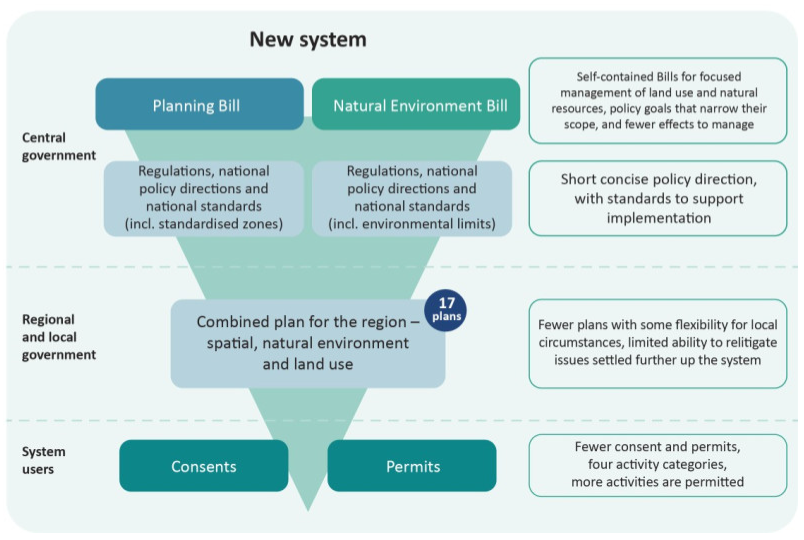 New system
Central
government
Planning Bill
Natural Environment Bill
Self-contained Bills for focused
management of land use and natural
resources, policy goals that narrow their
scope, and fewer effects to manage
Regulations, national
policy directions and
national standards
(incl. standardised zones)
Regulations, national
policy directions and
national standards
(incl. environmental limits)
Short concise policy direction,
with standards to support
implementation
Regional
and local
government
17
plans
Combined plan for the region –
spatial, natural environment
and land use
Fewer plans with some flexibility for local
circumstances, limited ability to relitigate
issues settled further up the system
System
users
Consents
Permits
Fewer consent and permits,
four activity categories,
more activities are permitted